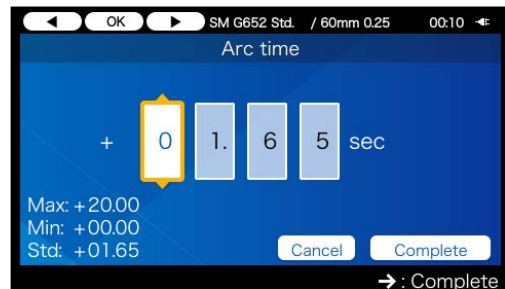 OK SM G652 Std. / 60mm 0.25 00:10
Arc time
+ 0 1. 6 5 sec
Max: +20.00
Min: +00.00
Std: +01.65
Cancel Complete
→ : Complete